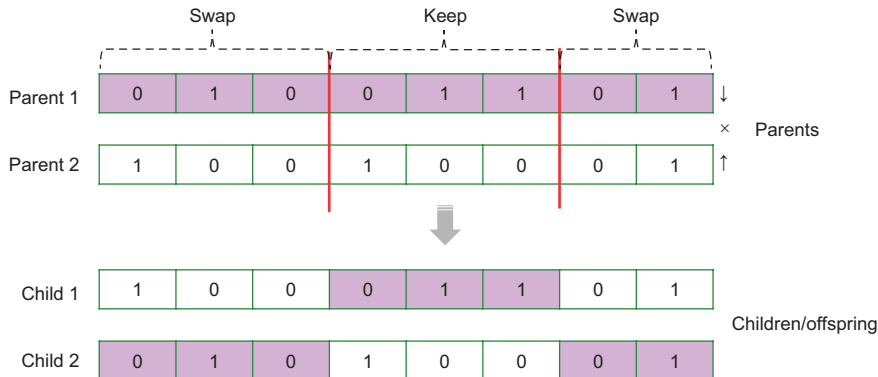 Swap Keep Swap
Parent 1 0 1 0 0 1 1 0 1 ↓
× Parents
Parent 2 1 0 0 1 0 0 0 1 ↑
Child 1 1 0 0 0 1 1 0 1
Children/offspring
Child 2 0 1 0 1 0 0 0 1